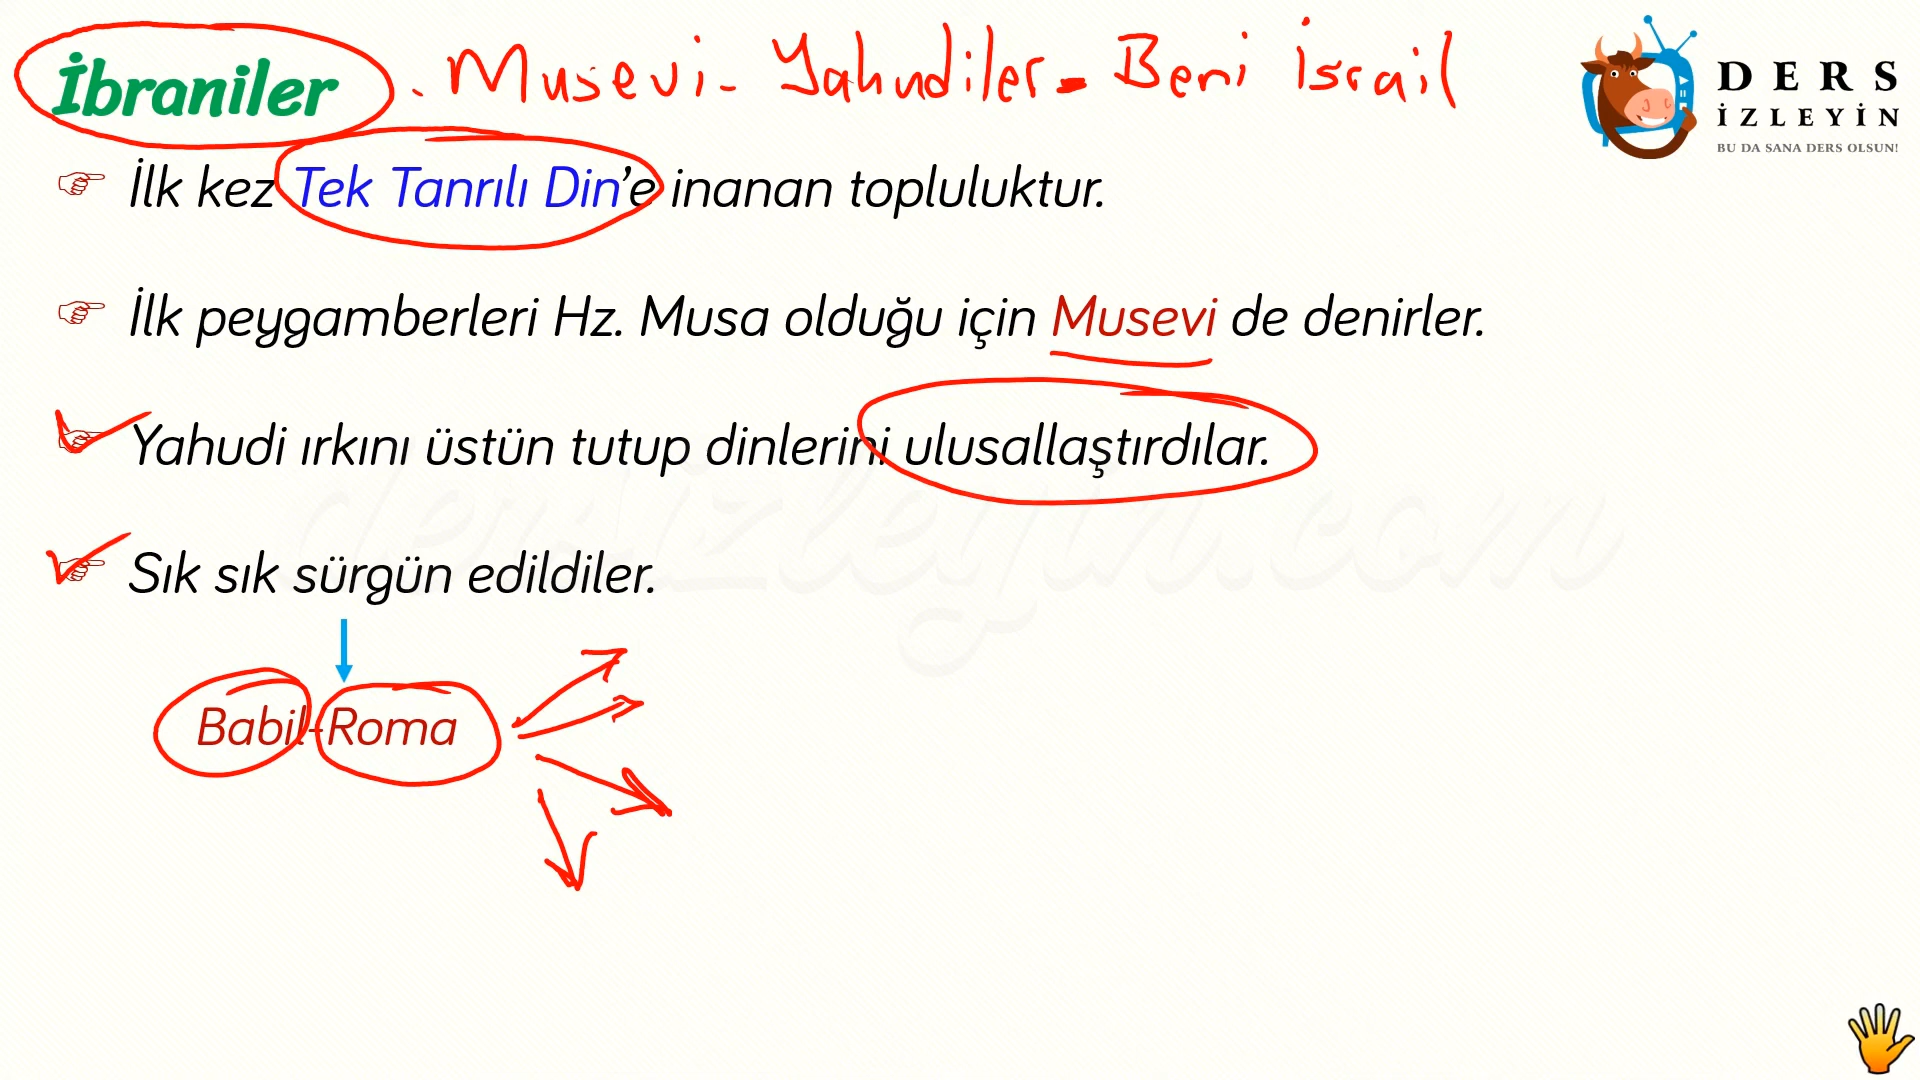 İbraniler . Musevi - Yahudiler - Beni İsrail
DERS
İZLEYİN
BU DA SANA DERS OLSUN!
İlk kez Tek Tanrılı Din’e inanan topluluktur.
İlk peygamberleri Hz. Musa olduğu için Musevi de denirler.
Yahudi ırkını üstün tutup dinlerini ulusallaştırdılar.
dersizleyin.com
Sık sık sürgün edildiler.
Babil-Roma